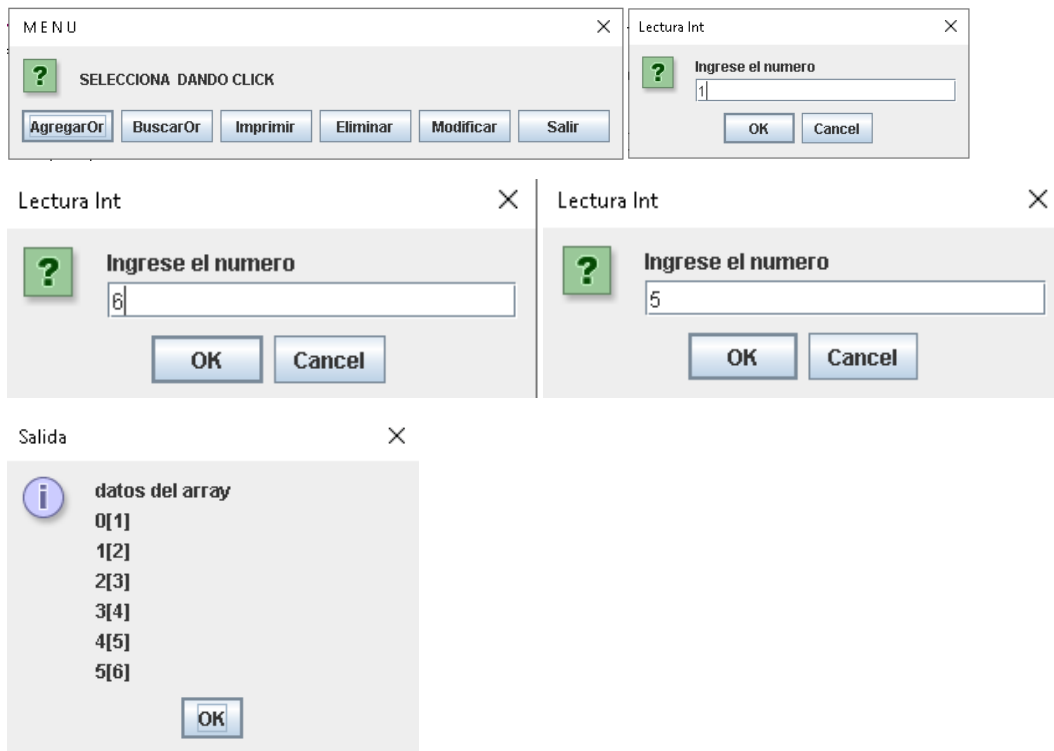 M E N U
SELECCIONA DANDO CLICK
AgregarOr BuscarOr Imprimir Eliminar Modificar Salir
Lectura Int
Ingrese el numero
1
OK Cancel
Lectura Int
Ingrese el numero
6
OK Cancel
Lectura Int
Ingrese el numero
5
OK Cancel
Salida
datos del array
0[1]
1[2]
2[3]
3[4]
4[5]
5[6]
OK